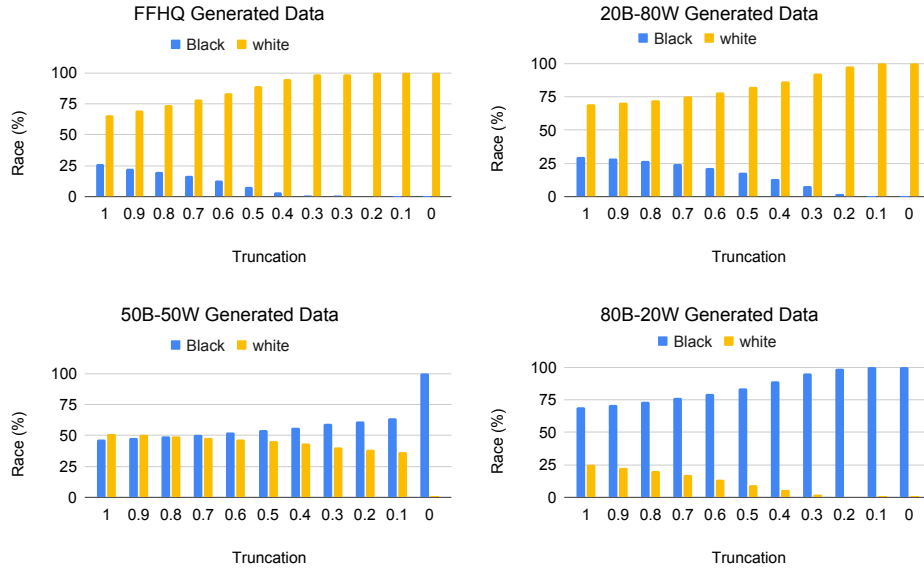 FFHQ Generated Data
Black white
100
75
50
25
0
Race (%)
1 0.9 0.8 0.7 0.6 0.5 0.4 0.3 0.3 0.2 0.1 0
Truncation
20B-80W Generated Data
Black white
100
75
50
25
0
Race (%)
1 0.9 0.8 0.7 0.6 0.5 0.4 0.3 0.2 0.1 0
Truncation
50B-50W Generated Data
Black white
100
75
50
25
0
Race (%)
1 0.9 0.8 0.7 0.6 0.5 0.4 0.3 0.2 0.1 0
Truncation
80B-20W Generated Data
Black white
100
75
50
25
0
Race (%)
1 0.9 0.8 0.7 0.6 0.5 0.4 0.3 0.2 0.1 0
Truncation